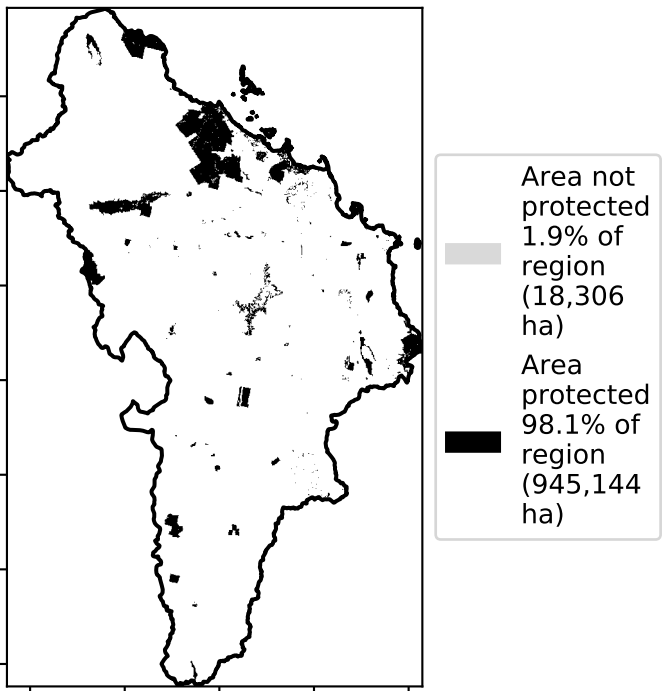 Area not
protected
1.9% of
region
(18,306
ha)
Area
protected
98.1% of
region
(945,144
ha)